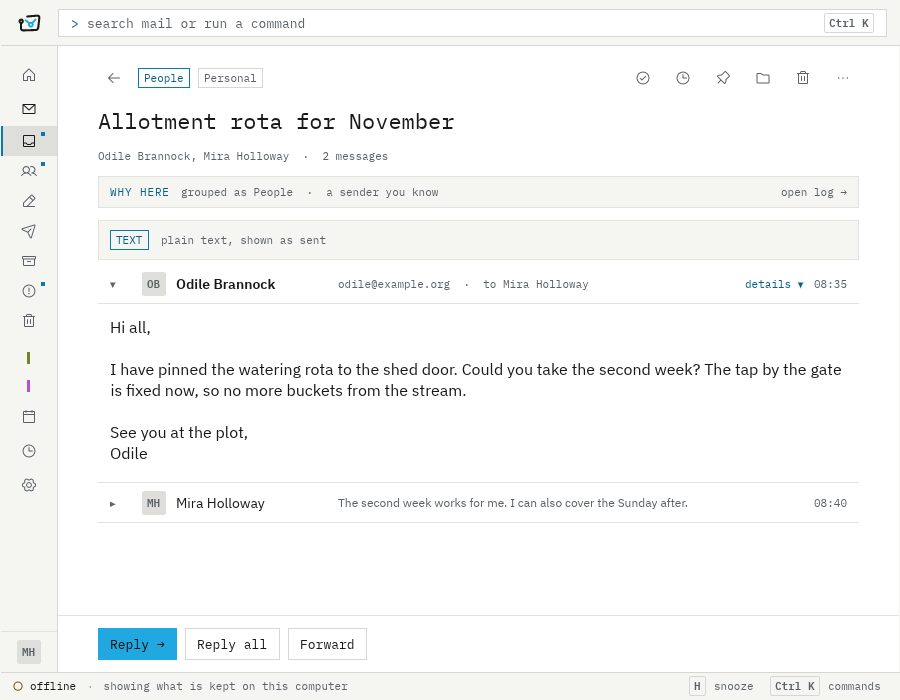 > search mail or run a command Ctrl K
People Personal
Allotment rota for November
Odile Brannock, Mira Holloway · 2 messages
WHY HERE grouped as People · a sender you know open log →
TEXT plain text, shown as sent
OB Odile Brannock odile@example.org · to Mira Holloway details ▾ 08:35
Hi all,
I have pinned the watering rota to the shed door. Could you take the second week? The tap by the gate
is fixed now, so no more buckets from the stream.
See you at the plot,
Odile
MH Mira Holloway The second week works for me. I can also cover the Sunday after. 08:40
Reply → Reply all Forward
MH
offline · showing what is kept on this computer H snooze Ctrl K commands